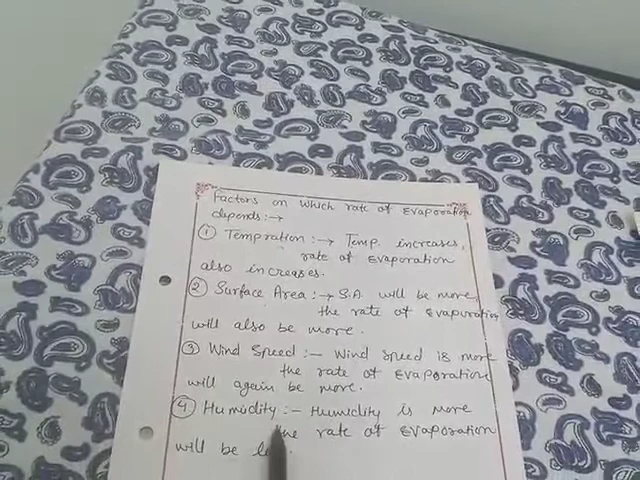 Factors on which rate of Evaporation
depends:→
① Tempration:→ Temp. increases,
rate of Evaporation
also increases.
② Surface Area:→ S.A will be more
the rate of Evaporation
will also be more.
③ Wind Speed:– Wind Speed is more
the rate of Evaporation
will again be more.
④ Humidity:– Humidity is more
the rate of Evaporation
will be